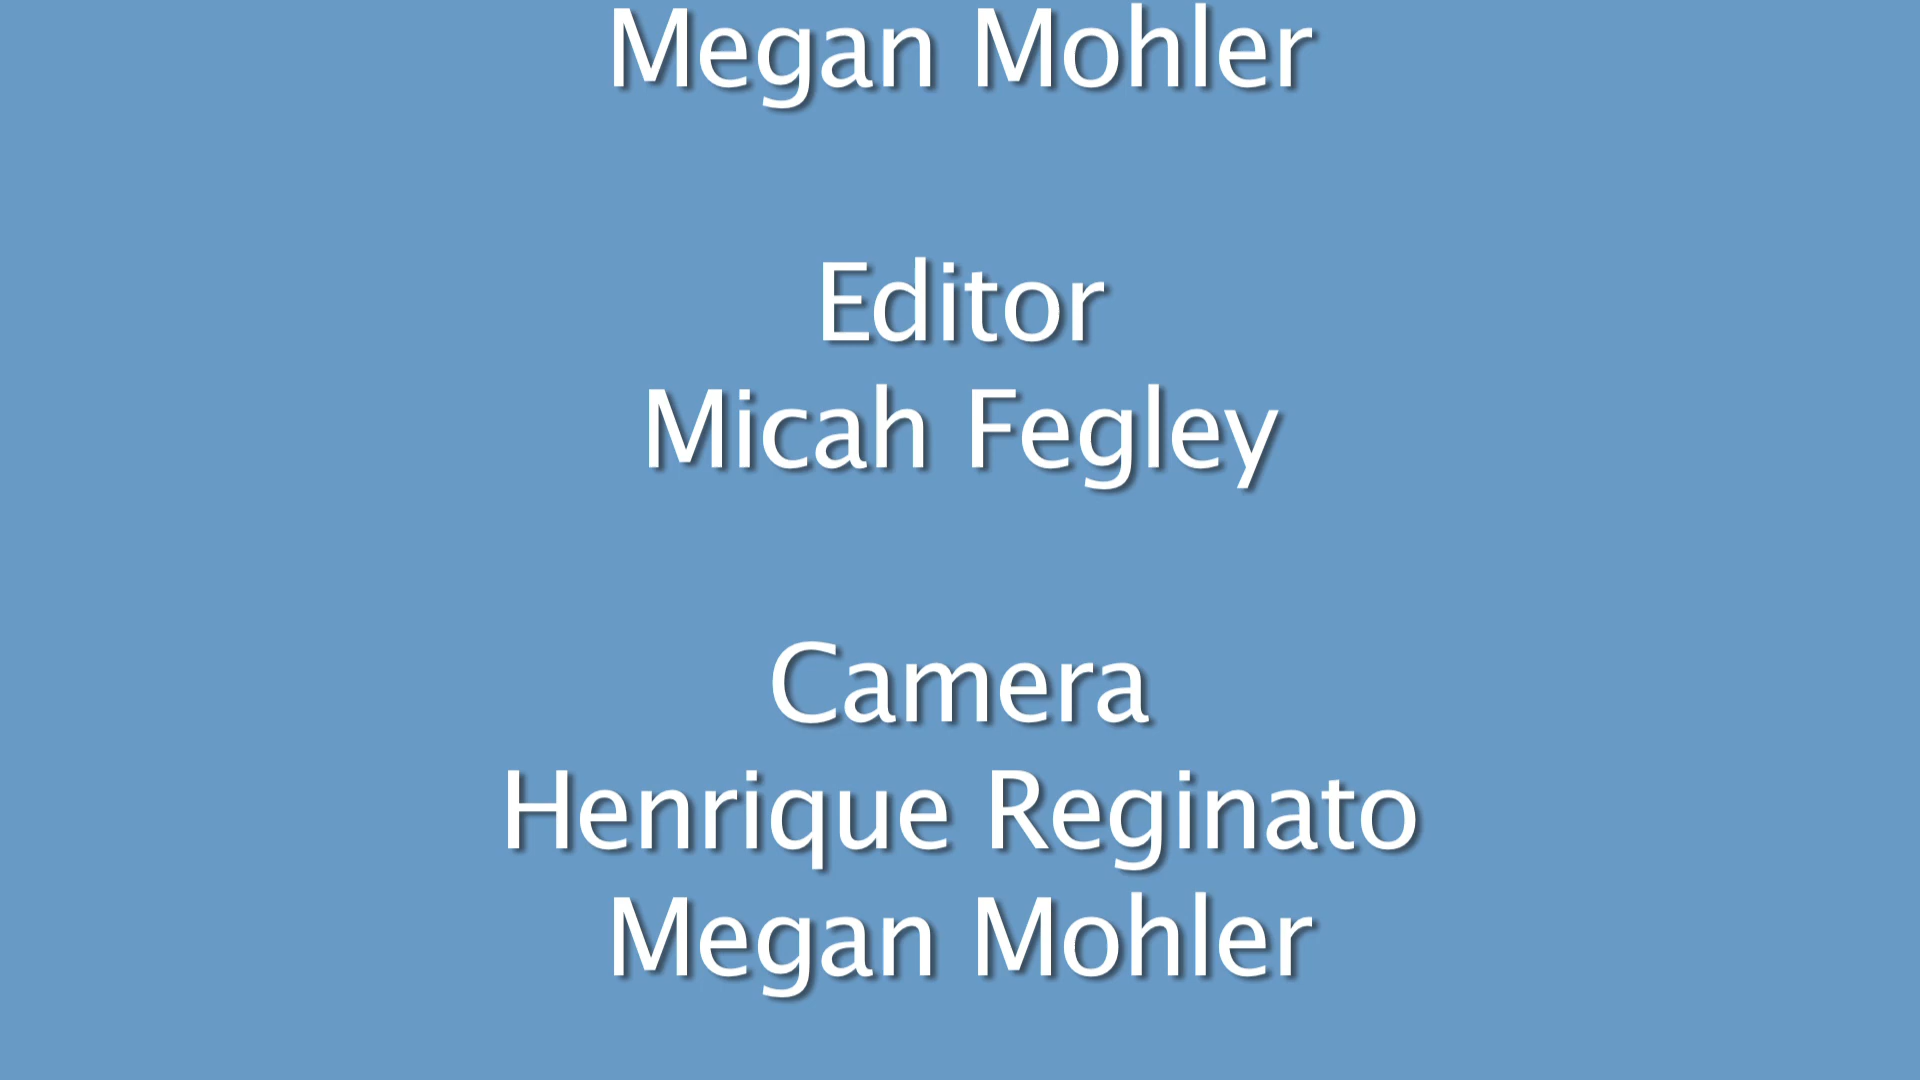 Megan Mohler
Editor
Micah Fegley
Camera
Henrique Reginato
Megan Mohler